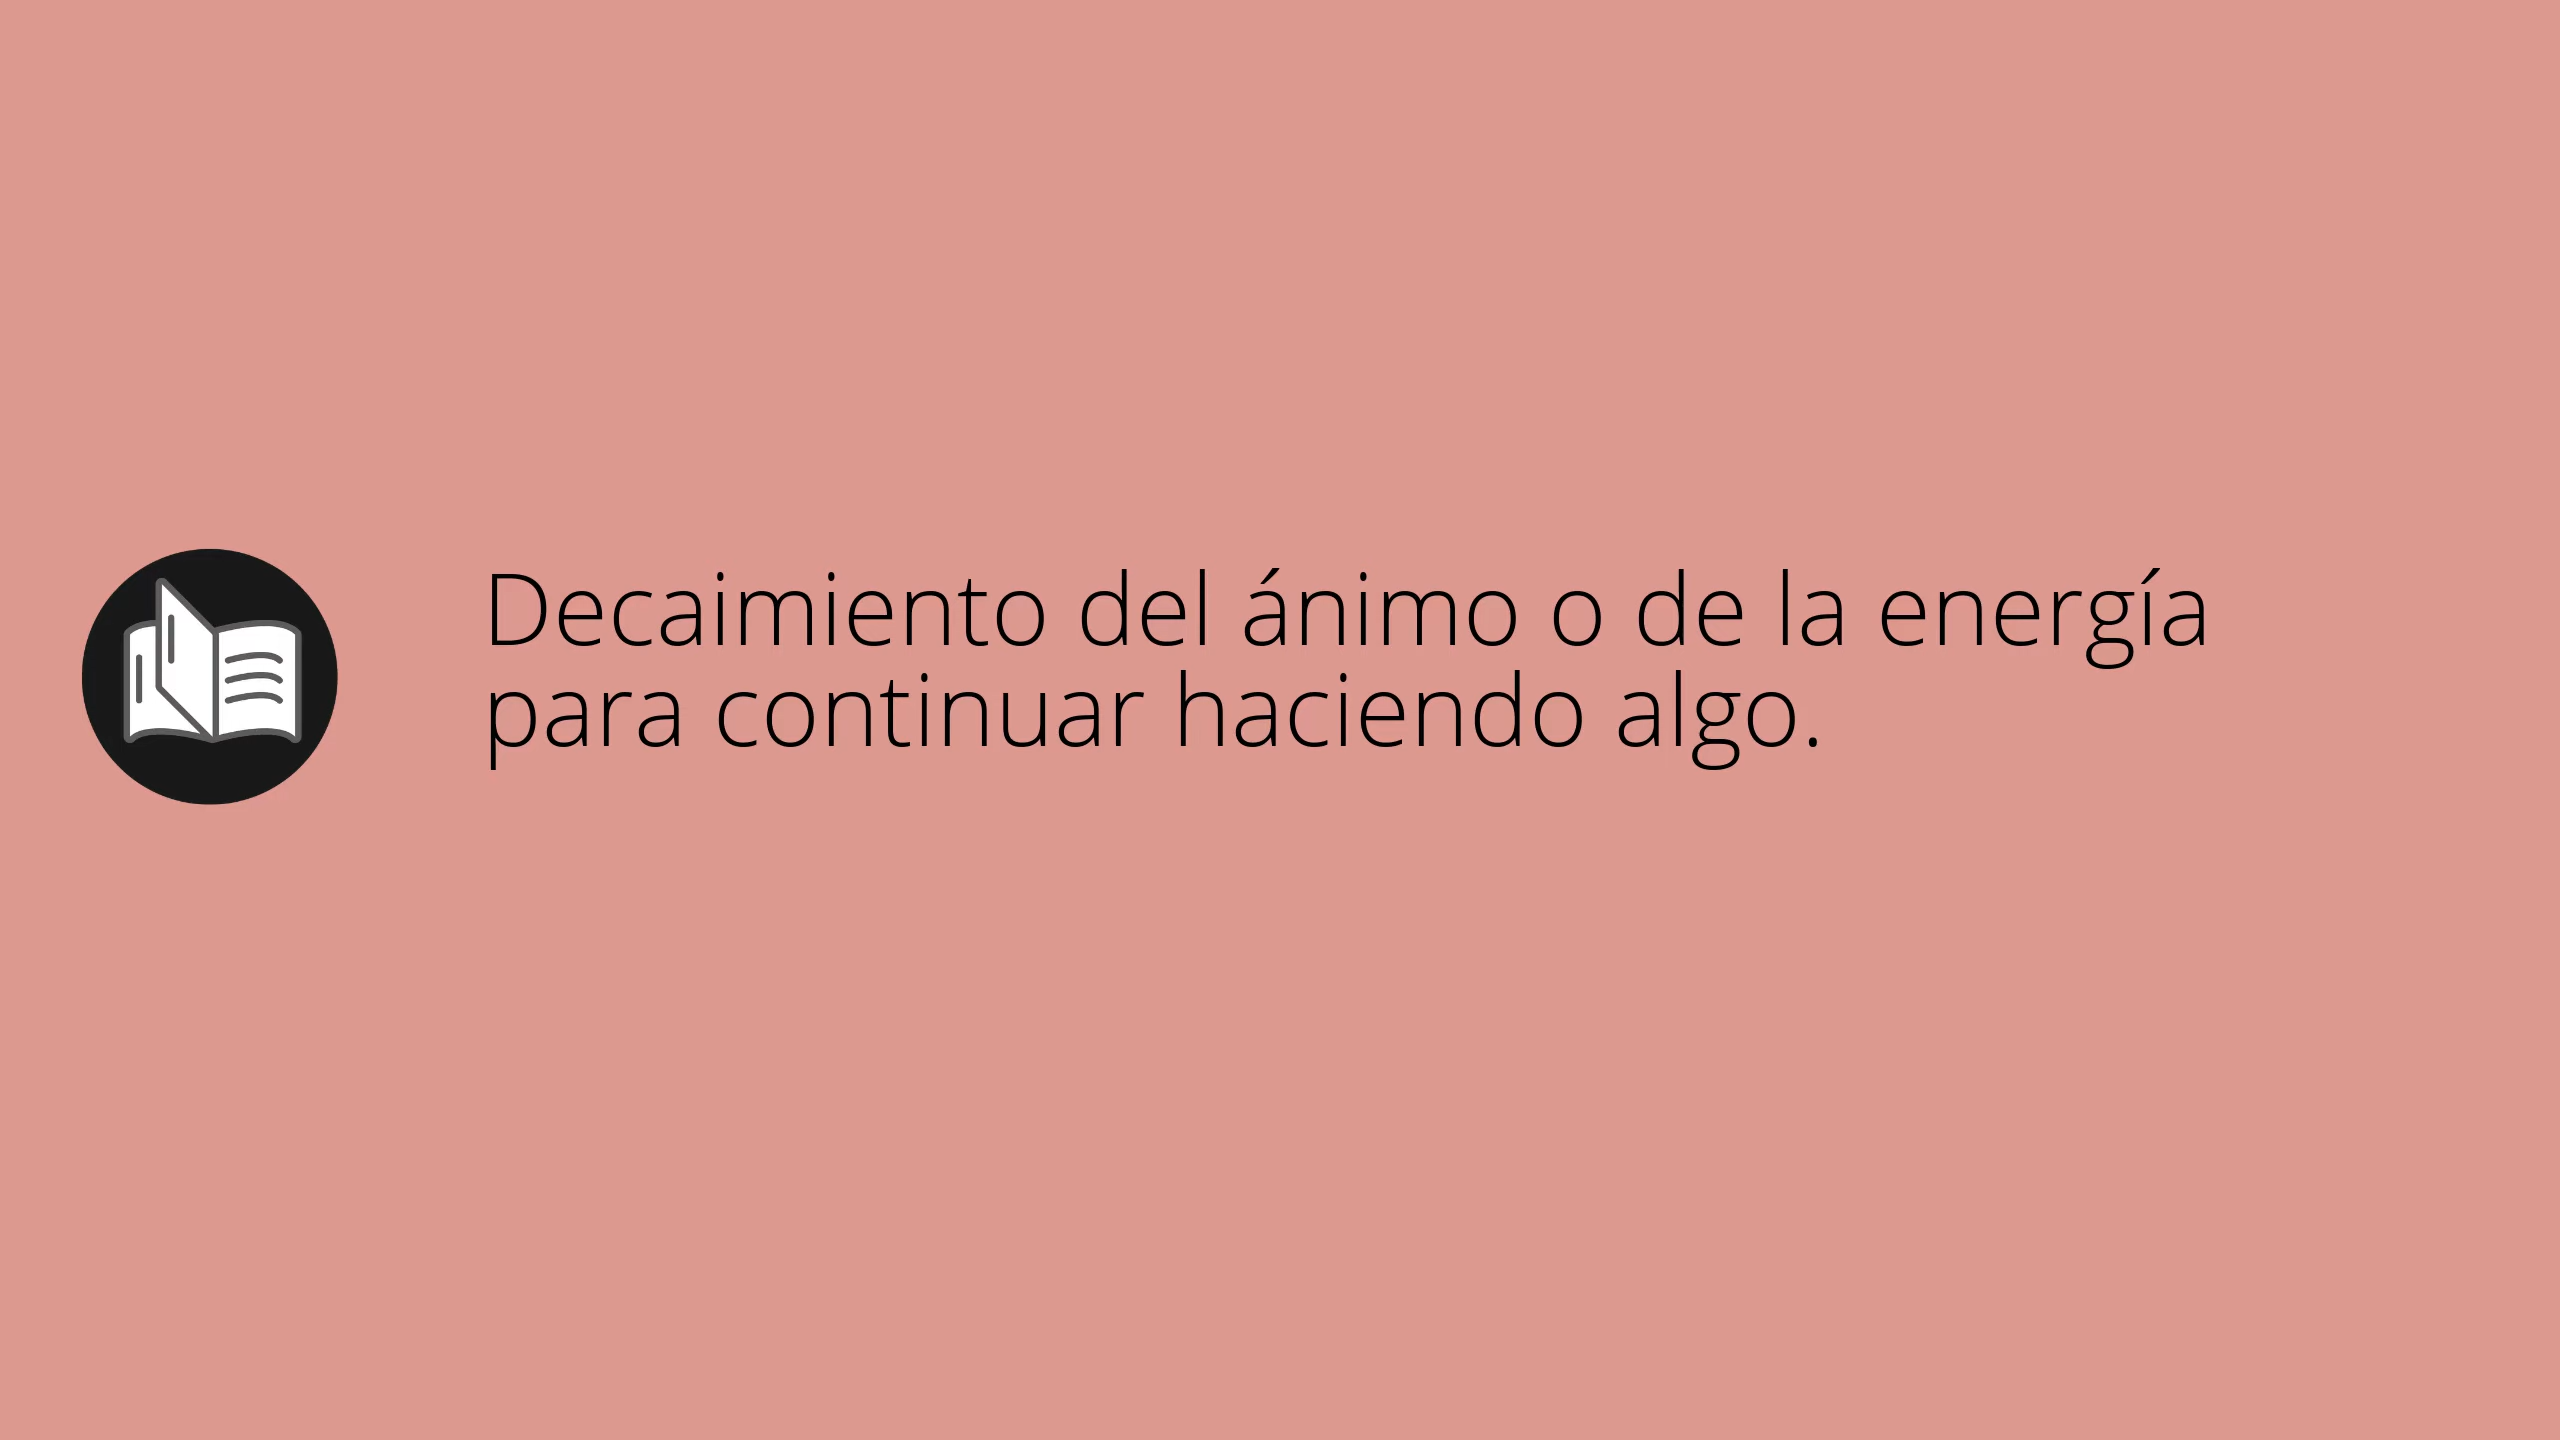 Decaimiento del ánimo o de la energía
para continuar haciendo algo.